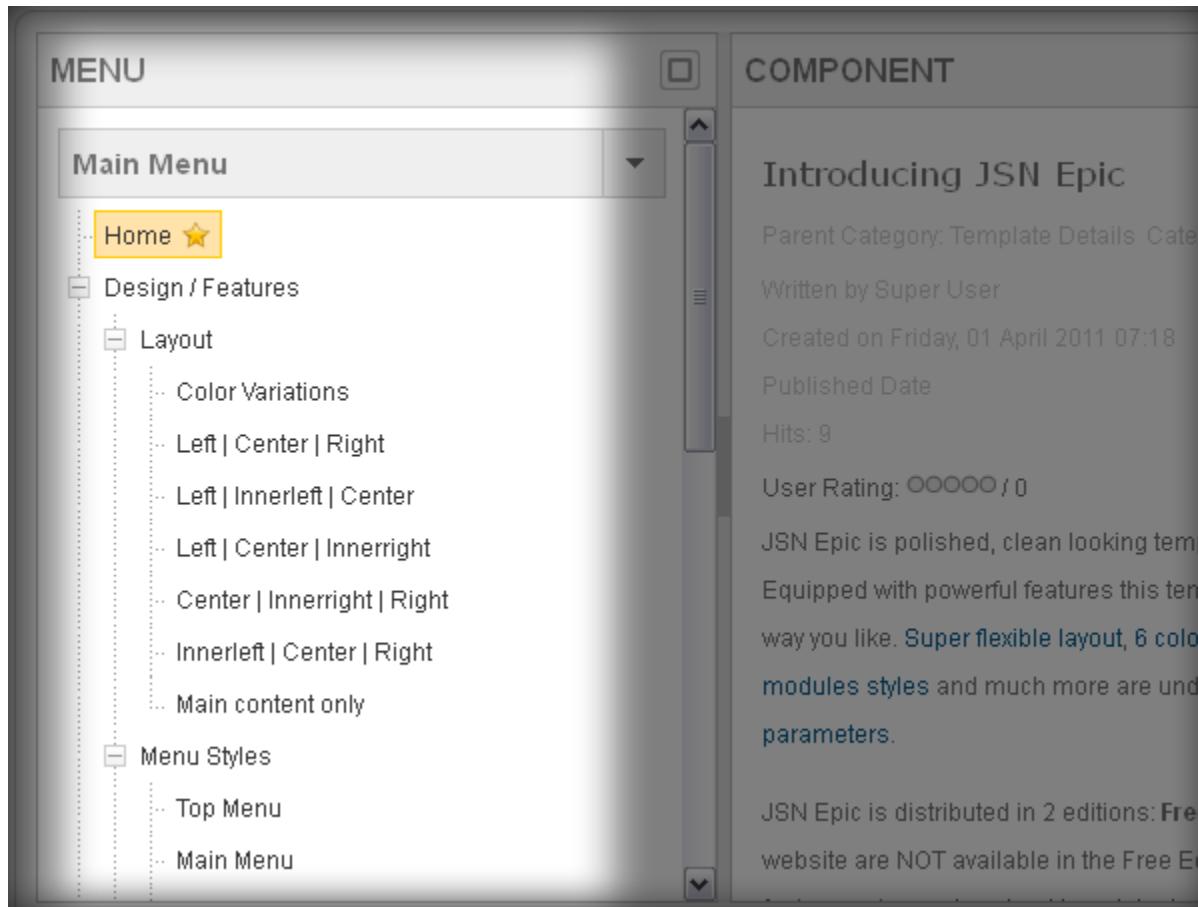 MENU
Main Menu
Home
Design / Features
Layout
Color Variations
Left | Center | Right
Left | Innerleft | Center
Left | Center | Innerright
Center | Innerright | Right
Innerleft | Center | Right
Main content only
Menu Styles
Top Menu
Main Menu
COMPONENT
Introducing JSN Epic
Parent Category: Template Details Cate
Written by Super User
Created on Friday, 01 April 2011 07:18
Published Date
Hits: 9
User Rating: / 0
JSN Epic is polished, clean looking tem
Equipped with powerful features this ten
way you like. Super flexible layout, 6 colo
modules styles and much more are und
parameters.
JSN Epic is distributed in 2 editions: Fre
website are NOT available in the Free E